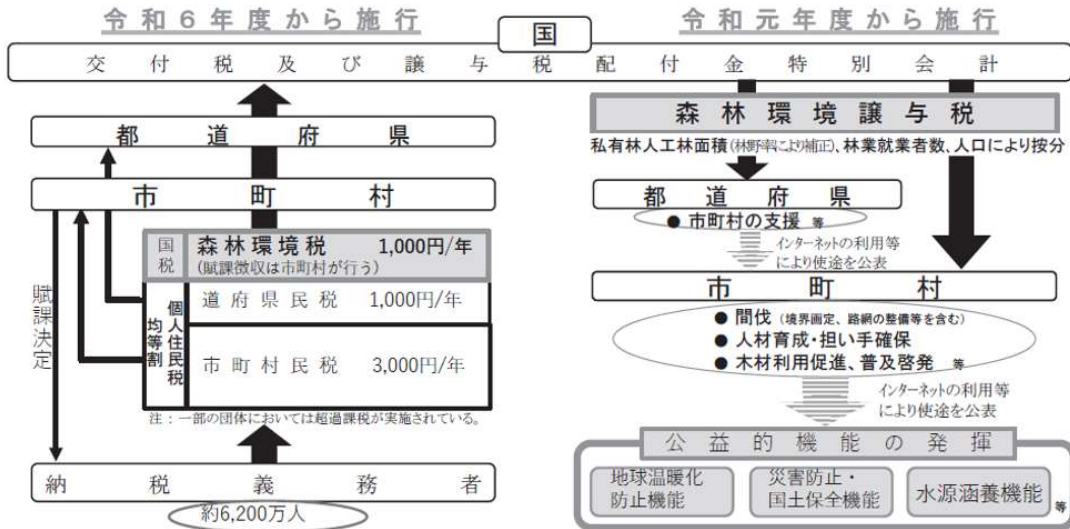 令和6年度から施行
令和元年度から施行
国
交付税及び譲与税配付金特別会計
都道府県
市町村
国税
森林環境税 1,000円/年
(賦課徴収は市町村が行う)
個人住民税均等割
道府県民税 1,000円/年
市町村民税 3,000円/年
賦課決定
注:一部の団体においては超過課税が実施されている。
納税義務者
約6,200万人
森林環境譲与税
私有林人工林面積(林野率により補正)、林業就業者数、人口により按分
都道府県
● 市町村の支援 等
インターネットの利用等
により使途を公表
市町村
● 間伐(境界画定、路網の整備等を含む)
● 人材育成・担い手確保
● 木材利用促進、普及啓発 等
インターネットの利用等
により使途を公表
公益的機能の発揮
地球温暖化
防止機能
災害防止・
国土保全機能
水源涵養機能
等